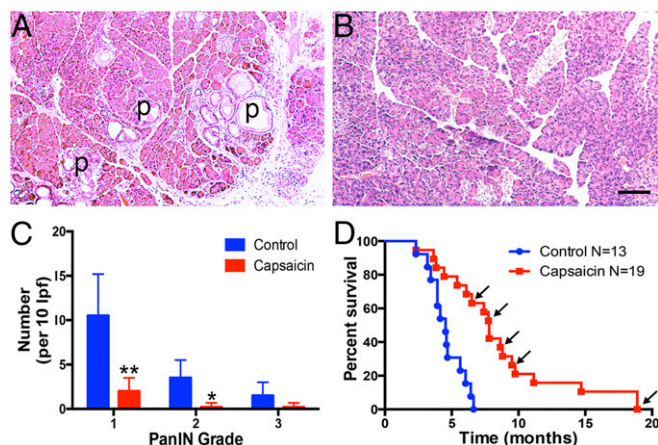 A
B
p
p
p
C
Control
Capsaicin
Number
(per 10 lpf)
20
15
10
5
0
**
*
1
2
3
PanIN Grade
D
Control N=13
Capsaicin N=19
Percent survival
100
80
60
40
20
0
0
5
10
15
20
Time (months)